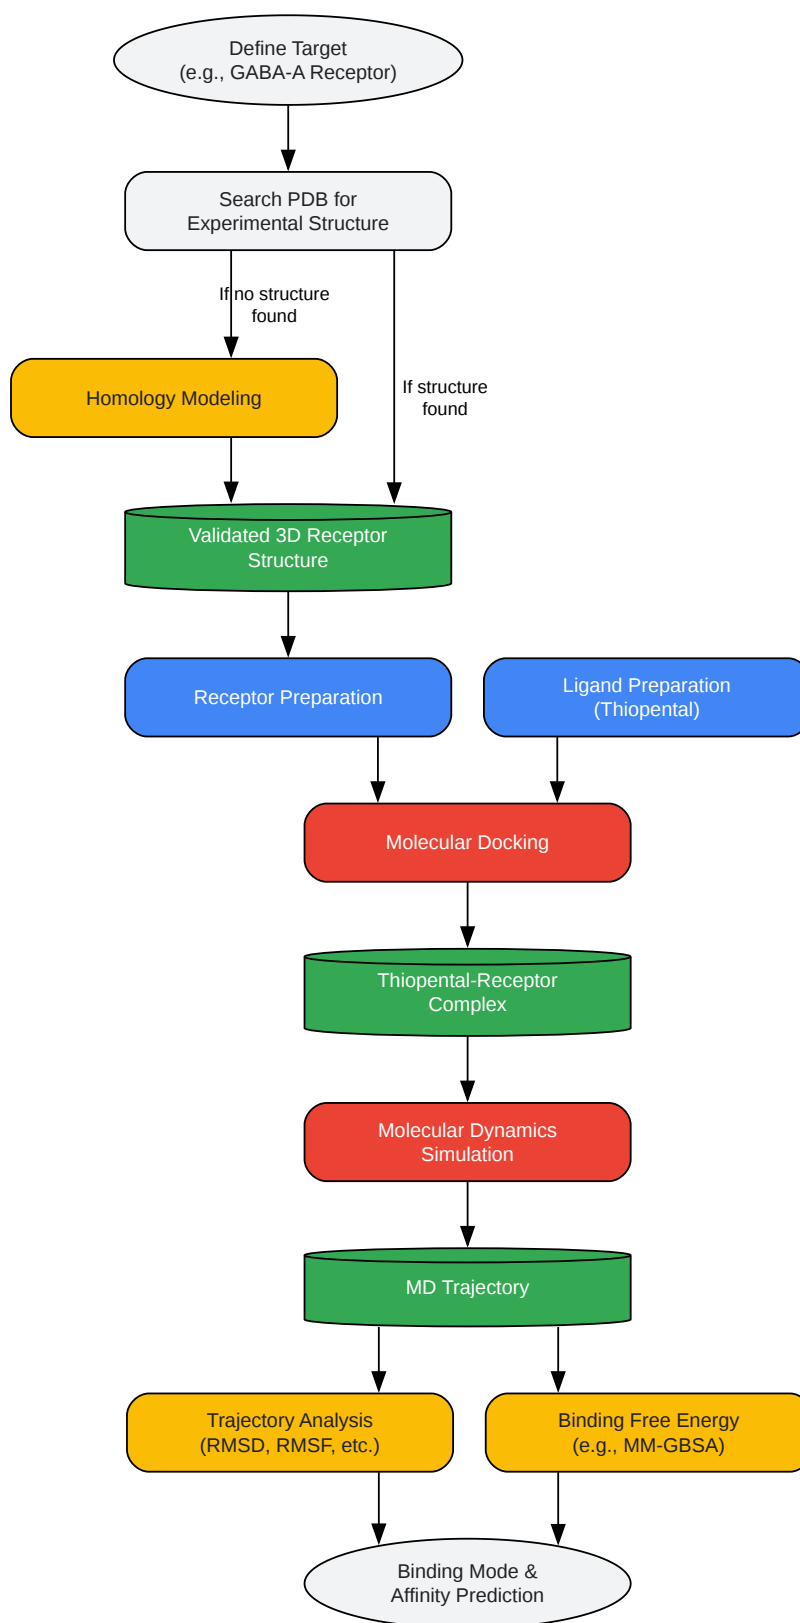 Define Target
(e.g., GABA-A Receptor)
Search PDB for
Experimental Structure
If no structure
found
Homology Modeling
If structure
found
Validated 3D Receptor
Structure
Receptor Preparation
Ligand Preparation
(Thiopental)
Molecular Docking
Thiopental-Receptor
Complex
Molecular Dynamics
Simulation
MD Trajectory
Trajectory Analysis
(RMSD, RMSF, etc.)
Binding Free Energy
(e.g., MM-GBSA)
Binding Mode &
Affinity Prediction